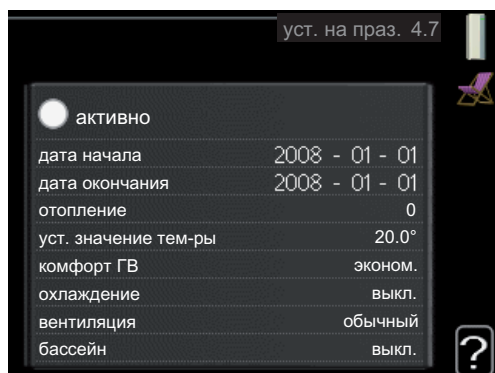 уст. на праз. 4.7
активно
дата начала 2008 - 01 - 01
дата окончания 2008 - 01 - 01
отопление 0
уст. значение тем-ры 20.0°
комфорт ГВ эконом.
охлаждение выкл.
вентиляция обычный
бассейн выкл.
?